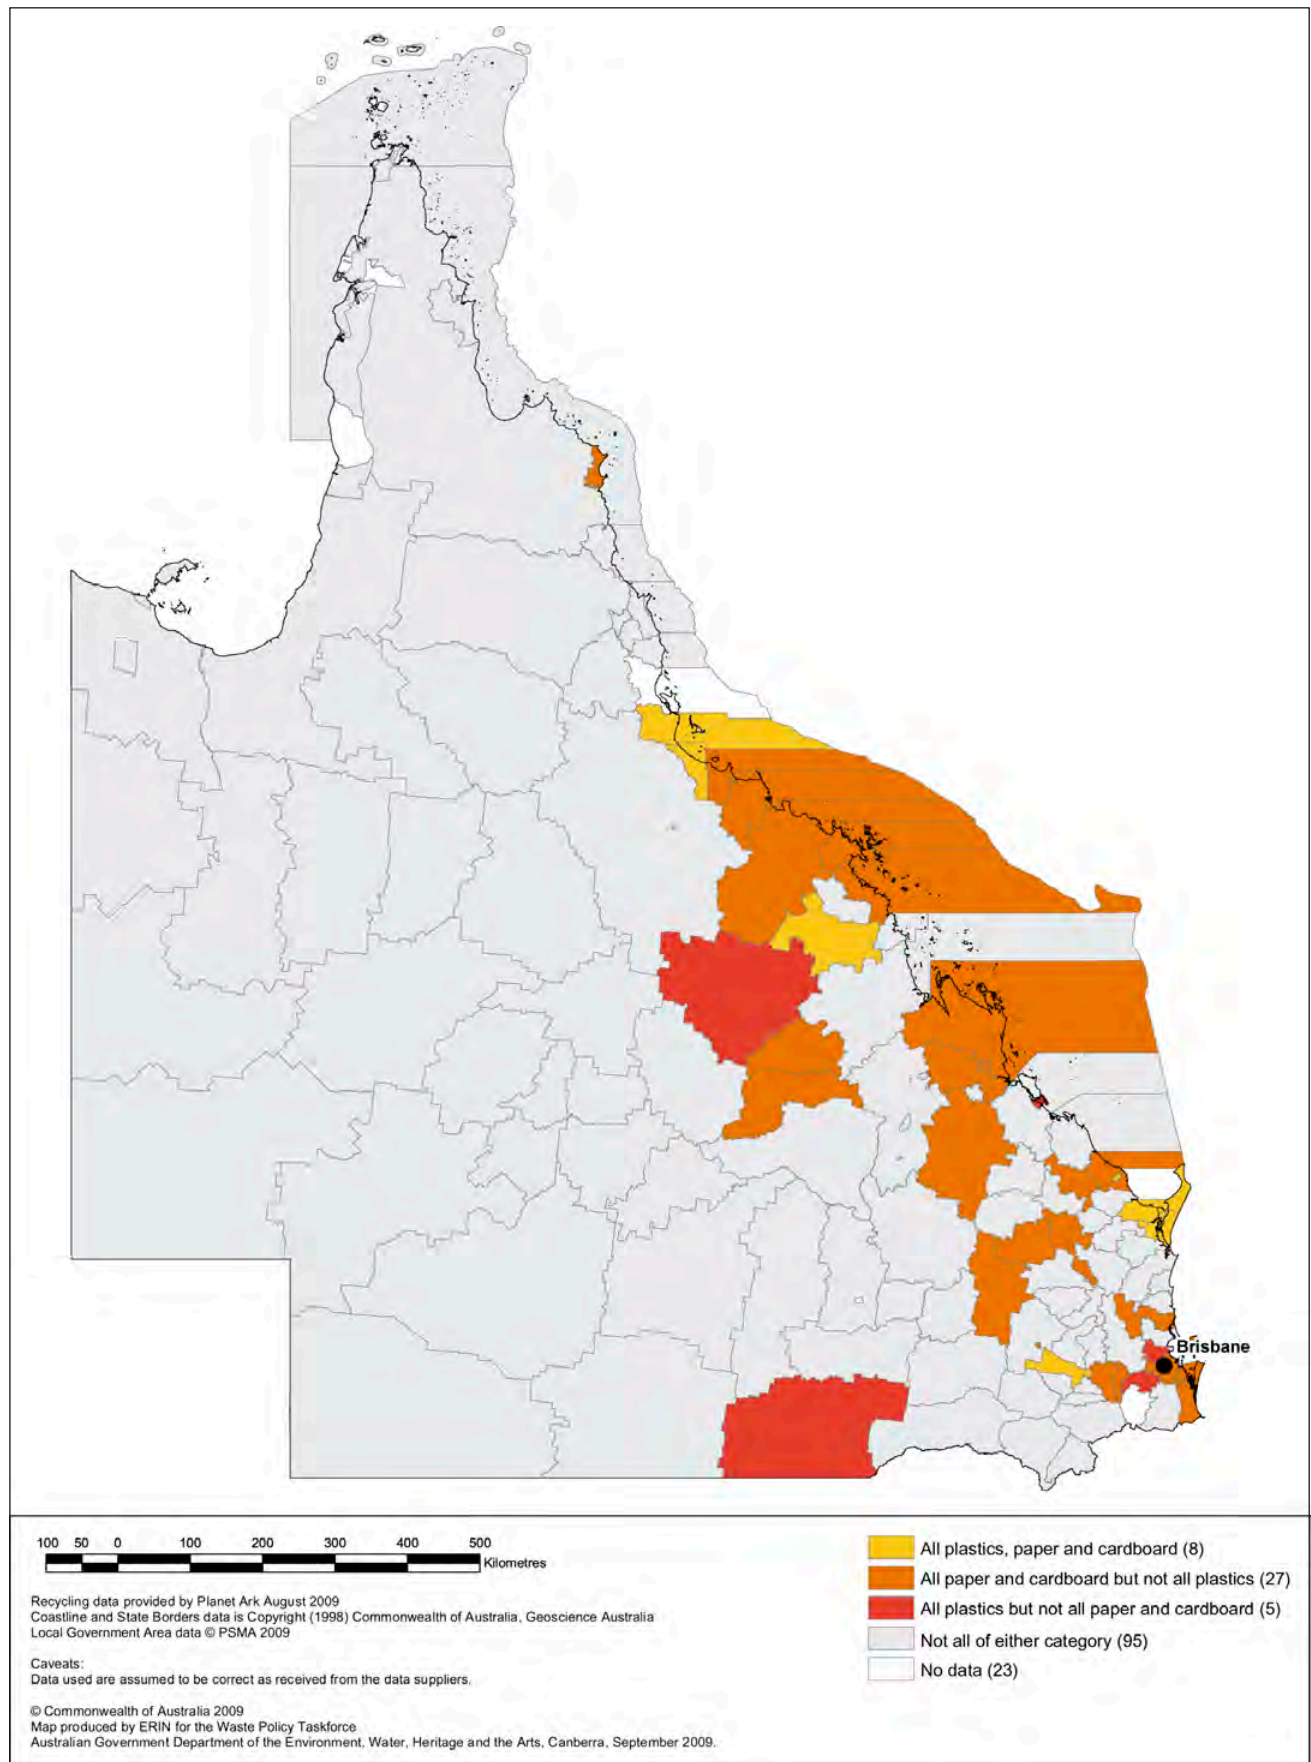 Brisbane
100 50 0 100 200 300 400 500
Kilometres
Recycling data provided by Planet Ark August 2009
Coastline and State Borders data is Copyright (1998) Commonwealth of Australia, Geoscience Australia
Local Government Area data © PSMA 2009
Caveats:
Data used are assumed to be correct as received from the data suppliers.
© Commonwealth of Australia 2009
Map produced by ERIN for the Waste Policy Taskforce
Australian Government Department of the Environment, Water, Heritage and the Arts, Canberra, September 2009.
All plastics, paper and cardboard (8)
All paper and cardboard but not all plastics (27)
All plastics but not all paper and cardboard (5)
Not all of either category (95)
No data (23)